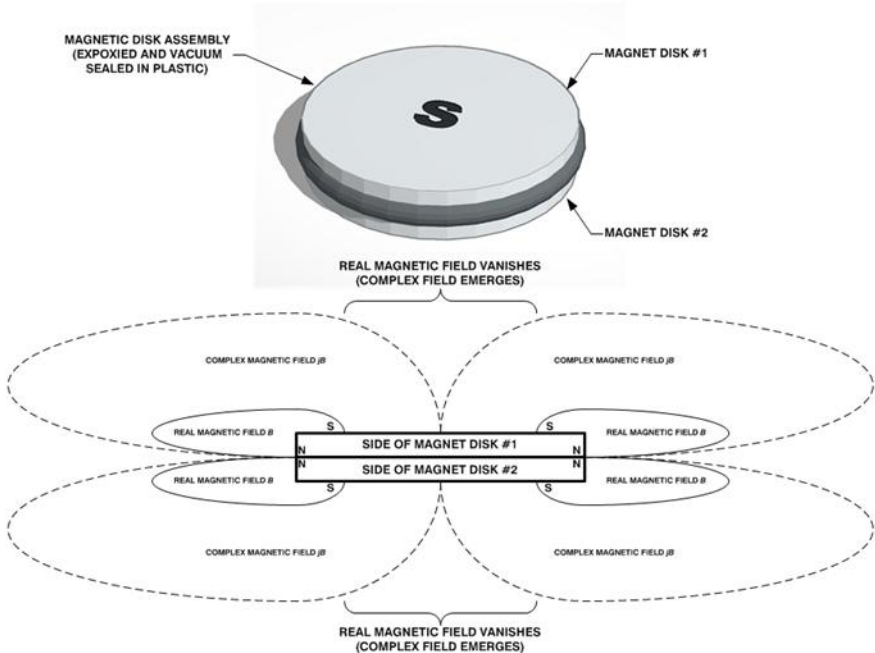 MAGNETIC DISK ASSEMBLY
(EXPOXIED AND VACUUM
SEALED IN PLASTIC)
MAGNET DISK #1
S
MAGNET DISK #2
REAL MAGNETIC FIELD VANISHES
(COMPLEX FIELD EMERGES)
COMPLEX MAGNETIC FIELD jB
COMPLEX MAGNETIC FIELD jB
REAL MAGNETIC FIELD B
S
S
REAL MAGNETIC FIELD B
N
SIDE OF MAGNET DISK #1
N
N
SIDE OF MAGNET DISK #2
N
REAL MAGNETIC FIELD B
S
S
REAL MAGNETIC FIELD B
COMPLEX MAGNETIC FIELD jB
COMPLEX MAGNETIC FIELD jB
REAL MAGNETIC FIELD VANISHES
(COMPLEX FIELD EMERGES)